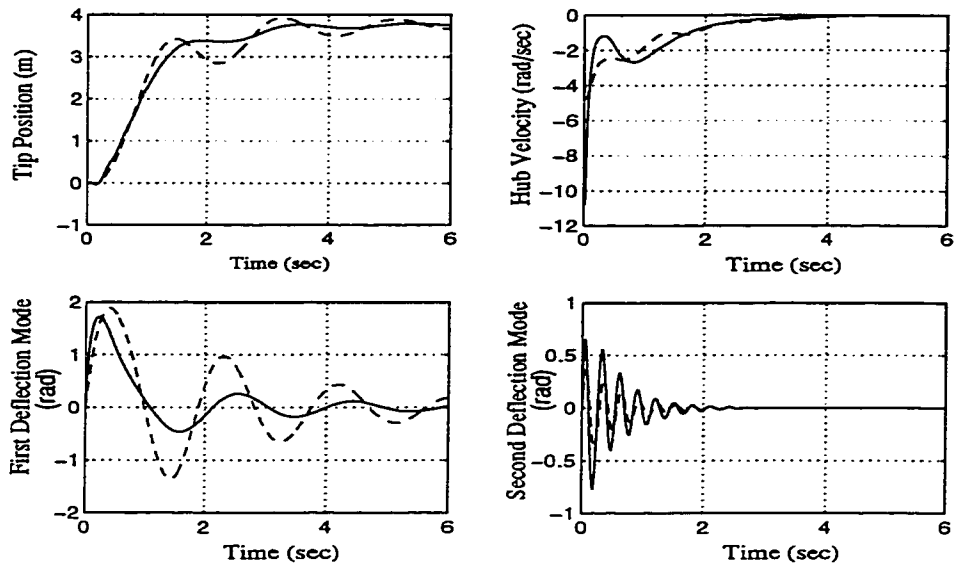 Tip Position (m)
4
3
2
1
0
-1
0 2 4 6
Time (sec)
Hub Velocity (rad/sec)
0
-2
-4
-6
-8
-10
-12
0 2 4 6
Time (sec)
First Deflection Mode
(rad)
2
1
0
-1
-2
0 2 4 6
Time (sec)
Second Deflection Mode
(rad)
1
0.5
0
-0.5
-1
0 2 4 6
Time (sec)